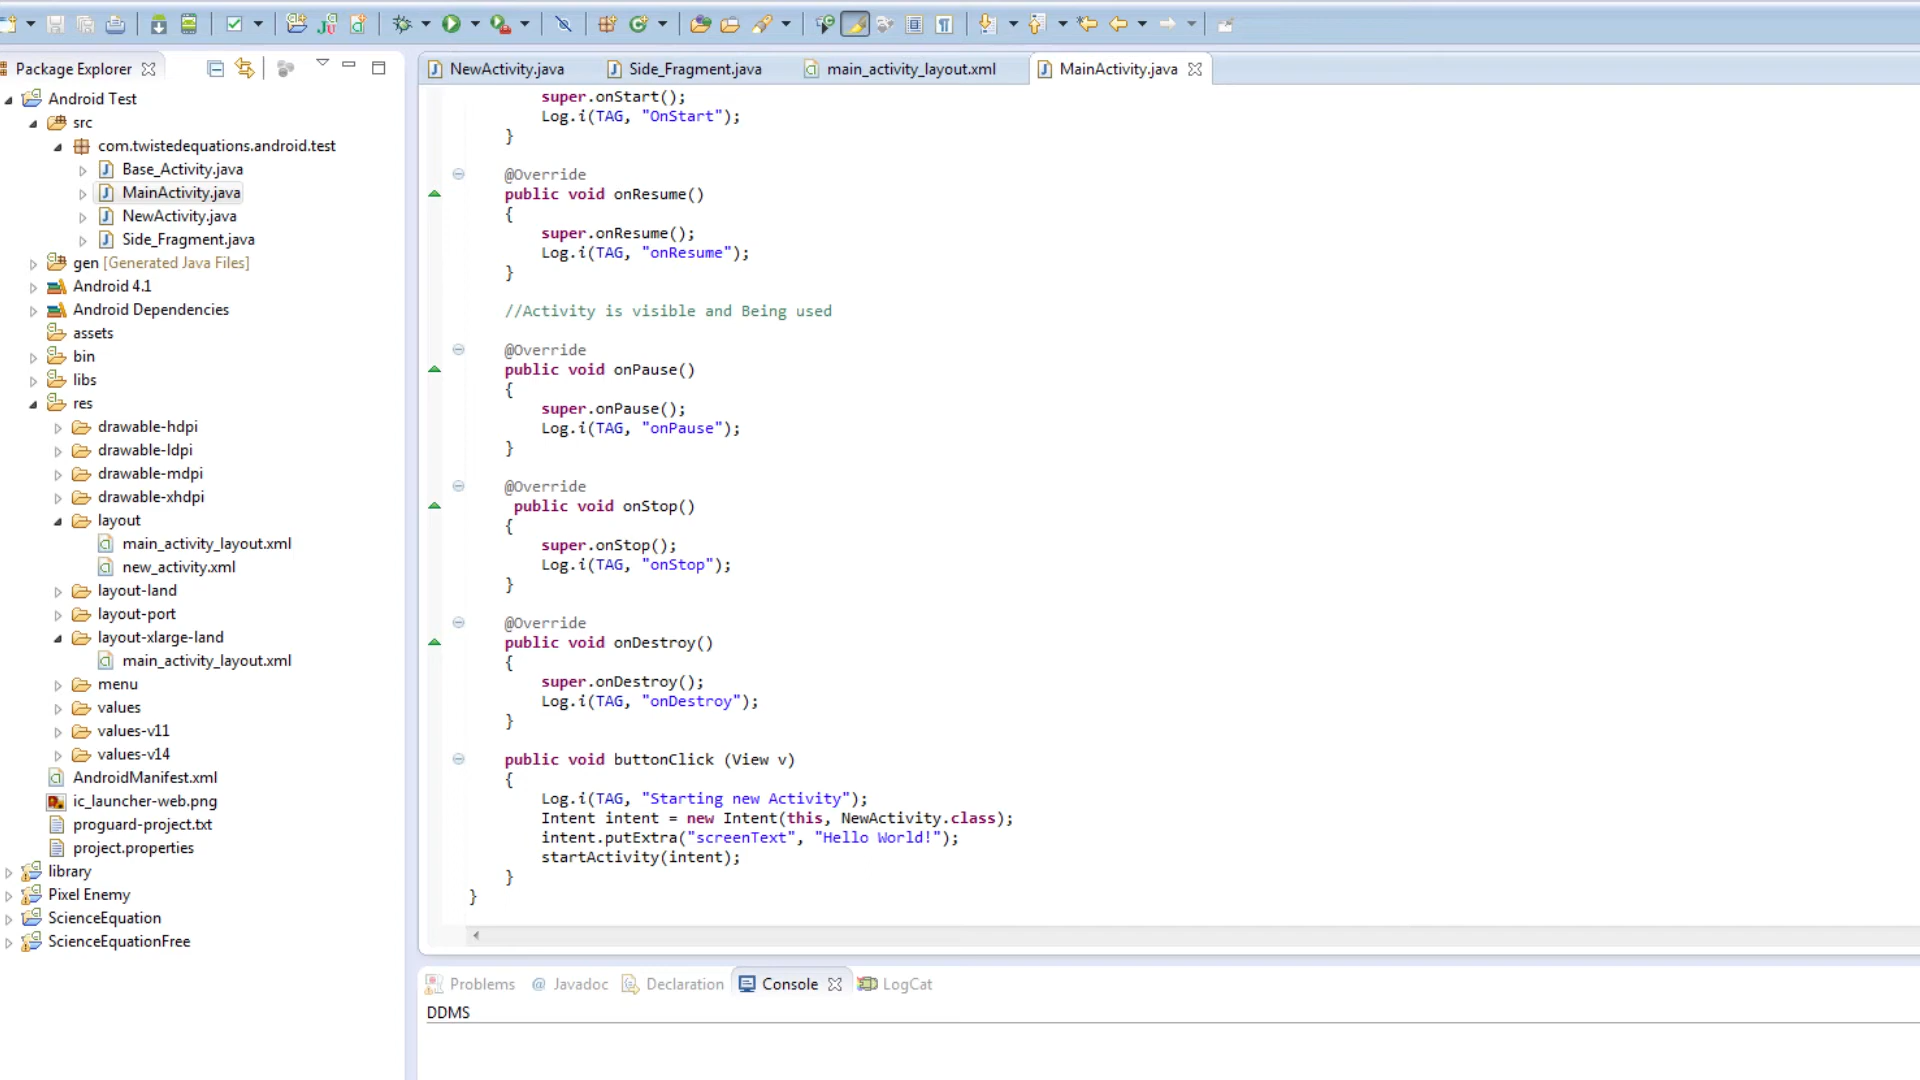 Package Explorer
Android Test
src
com.twistedequations.android.test
Base_Activity.java
MainActivity.java
NewActivity.java
Side_Fragment.java
gen [Generated Java Files]
Android 4.1
Android Dependencies
assets
bin
libs
res
drawable-hdpi
drawable-ldpi
drawable-mdpi
drawable-xhdpi
layout
main_activity_layout.xml
new_activity.xml
layout-land
layout-port
layout-xlarge-land
main_activity_layout.xml
menu
values
values-v11
values-v14
AndroidManifest.xml
ic_launcher-web.png
proguard-project.txt
project.properties
library
Pixel Enemy
ScienceEquation
ScienceEquationFree
NewActivity.java
Side_Fragment.java
main_activity_layout.xml
MainActivity.java
super.onStart();
Log.i(TAG, "OnStart");
}
@Override
public void onResume()
{
super.onResume();
Log.i(TAG, "onResume");
}
//Activity is visible and Being used
@Override
public void onPause()
{
super.onPause();
Log.i(TAG, "onPause");
}
@Override
public void onStop()
{
super.onStop();
Log.i(TAG, "onStop");
}
@Override
public void onDestroy()
{
super.onDestroy();
Log.i(TAG, "onDestroy");
}
public void buttonClick (View v)
{
Log.i(TAG, "Starting new Activity");
Intent intent = new Intent(this, NewActivity.class);
intent.putExtra("screenText", "Hello World!");
startActivity(intent);
}
}
Problems
@ Javadoc
Declaration
Console
LogCat
DDMS